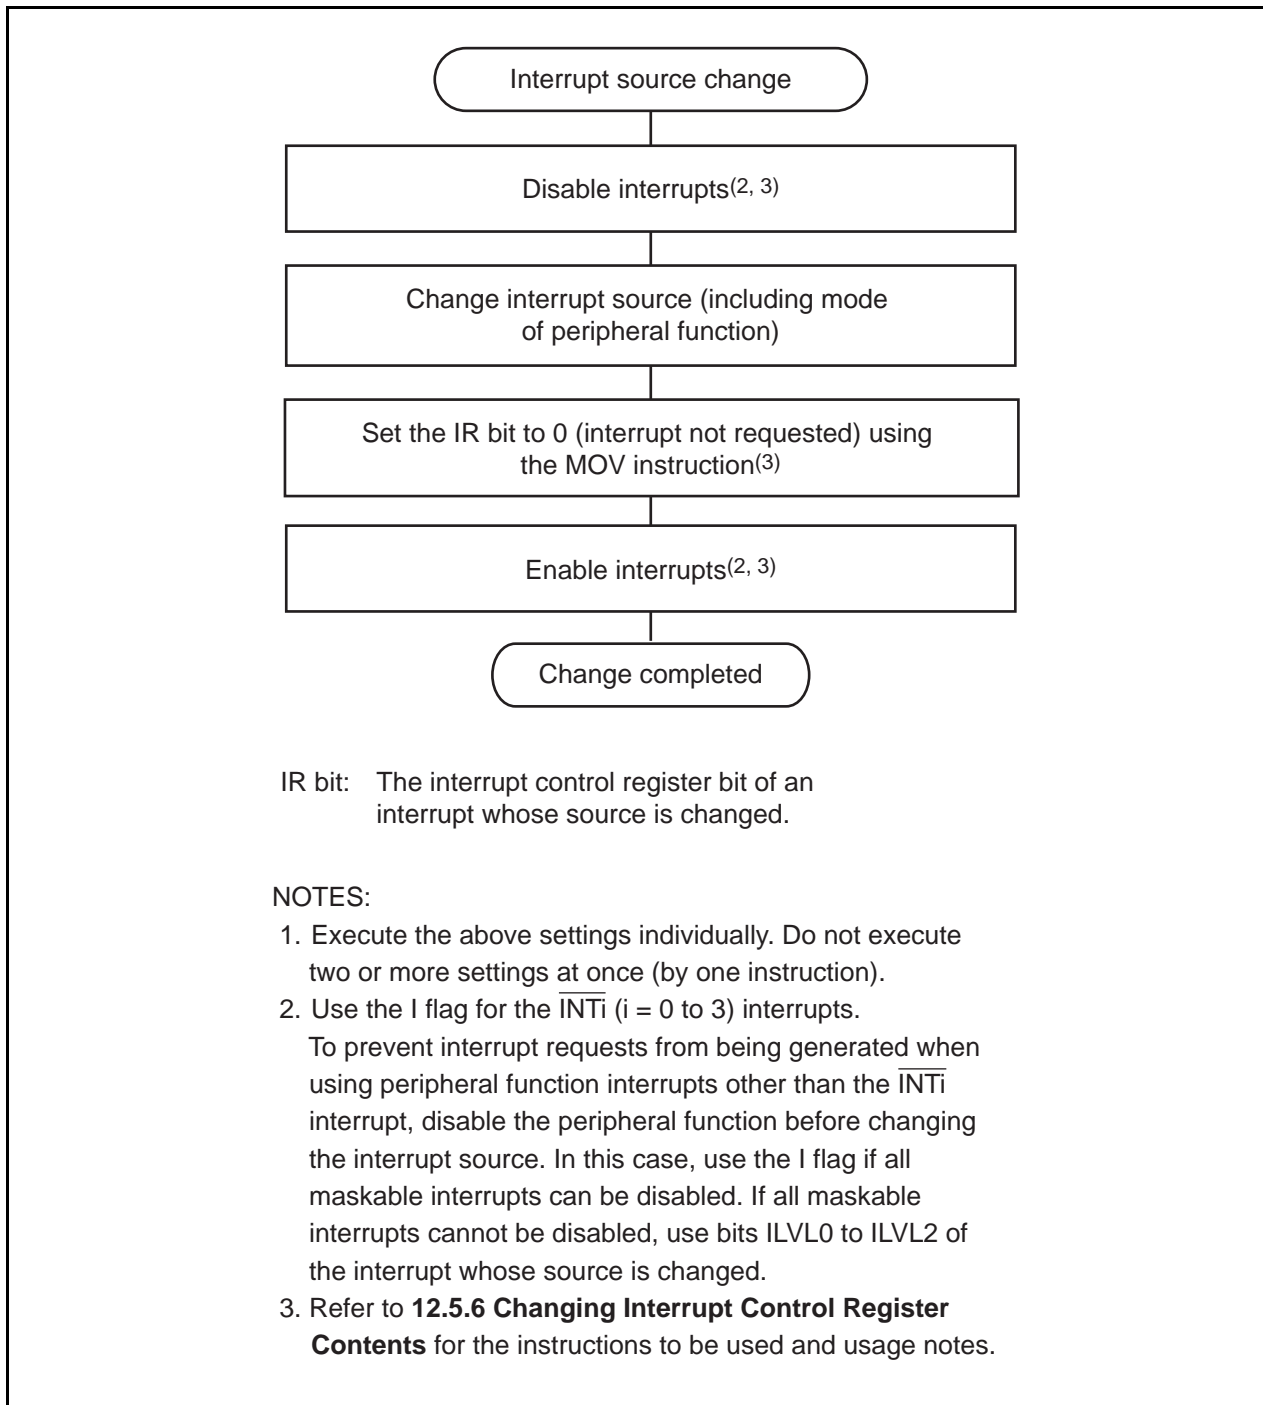 Interrupt source change
Disable interrupts(2, 3)
Change interrupt source (including mode
of peripheral function)
Set the IR bit to 0 (interrupt not requested) using
the MOV instruction(3)
Enable interrupts(2, 3)
Change completed
IR bit: The interrupt control register bit of an
interrupt whose source is changed.
NOTES:
1. Execute the above settings individually. Do not execute
two or more settings at once (by one instruction).
2. Use the I flag for the I̅N̅T̅i̅ (i = 0 to 3) interrupts.
To prevent interrupt requests from being generated when
using peripheral function interrupts other than the I̅N̅T̅i̅
interrupt, disable the peripheral function before changing
the interrupt source. In this case, use the I flag if all
maskable interrupts can be disabled. If all maskable
interrupts cannot be disabled, use bits ILVL0 to ILVL2 of
the interrupt whose source is changed.
3. Refer to 12.5.6 Changing Interrupt Control Register
Contents for the instructions to be used and usage notes.